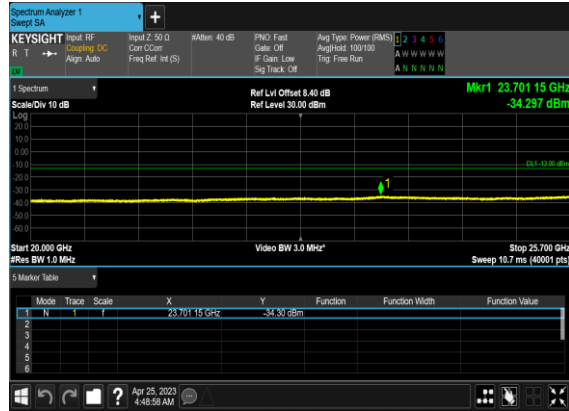 Spectrum Analyzer 1
Swept SA
+
KEYSIGHT Input: RF Input Z: 50 Ω #Atten: 40 dB PNO: Fast Avg Type: Power (RMS) 1 2 3 4 5 6
R T Coupling: DC Corr CCorr Gate: Off Avg|Hold: 100/100 A W W W W W
Align: Auto Freq Ref: Int (S) IF Gain: Low Trig: Free Run
Sig Track: Off A N N N N N
1 Spectrum Ref Lvl Offset 8.40 dB Mkr1 23.701 15 GHz
Scale/Div 10 dB Ref Level 30.00 dBm -34.297 dBm
Log
20.0
10.0
0.00
-10.0 DL1 -13.00 dBm
-20.0
-30.0 1
-40.0
-50.0
-60.0
Start 20.000 GHz Video BW 3.0 MHz* Stop 25.700 GHz
#Res BW 1.0 MHz Sweep 10.7 ms (40001 pts)
5 Marker Table
Mode Trace Scale X Y Function Function Width Function Value
1 N 1 f 23.701 15 GHz -34.30 dBm
2
3
4
5
6
? Apr 25, 2023
4:48:58 AM